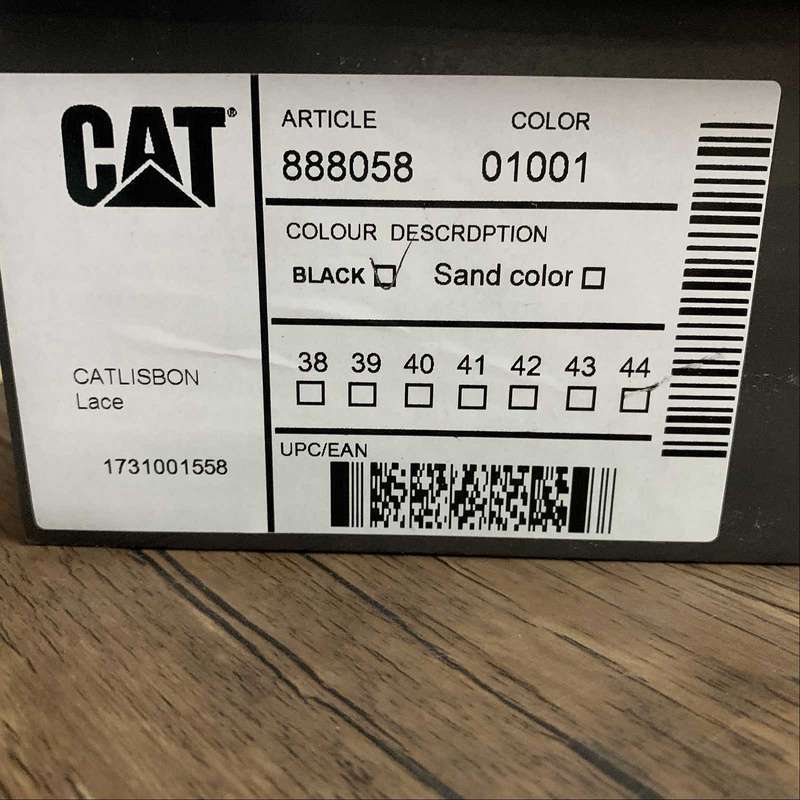 CAT®
ARTICLE COLOR
888058 01001
COLOUR DESCRDPTION
BLACK Sand color
38 39 40 41 42 43 44
CATLISBON
Lace
1731001558
UPC/EAN